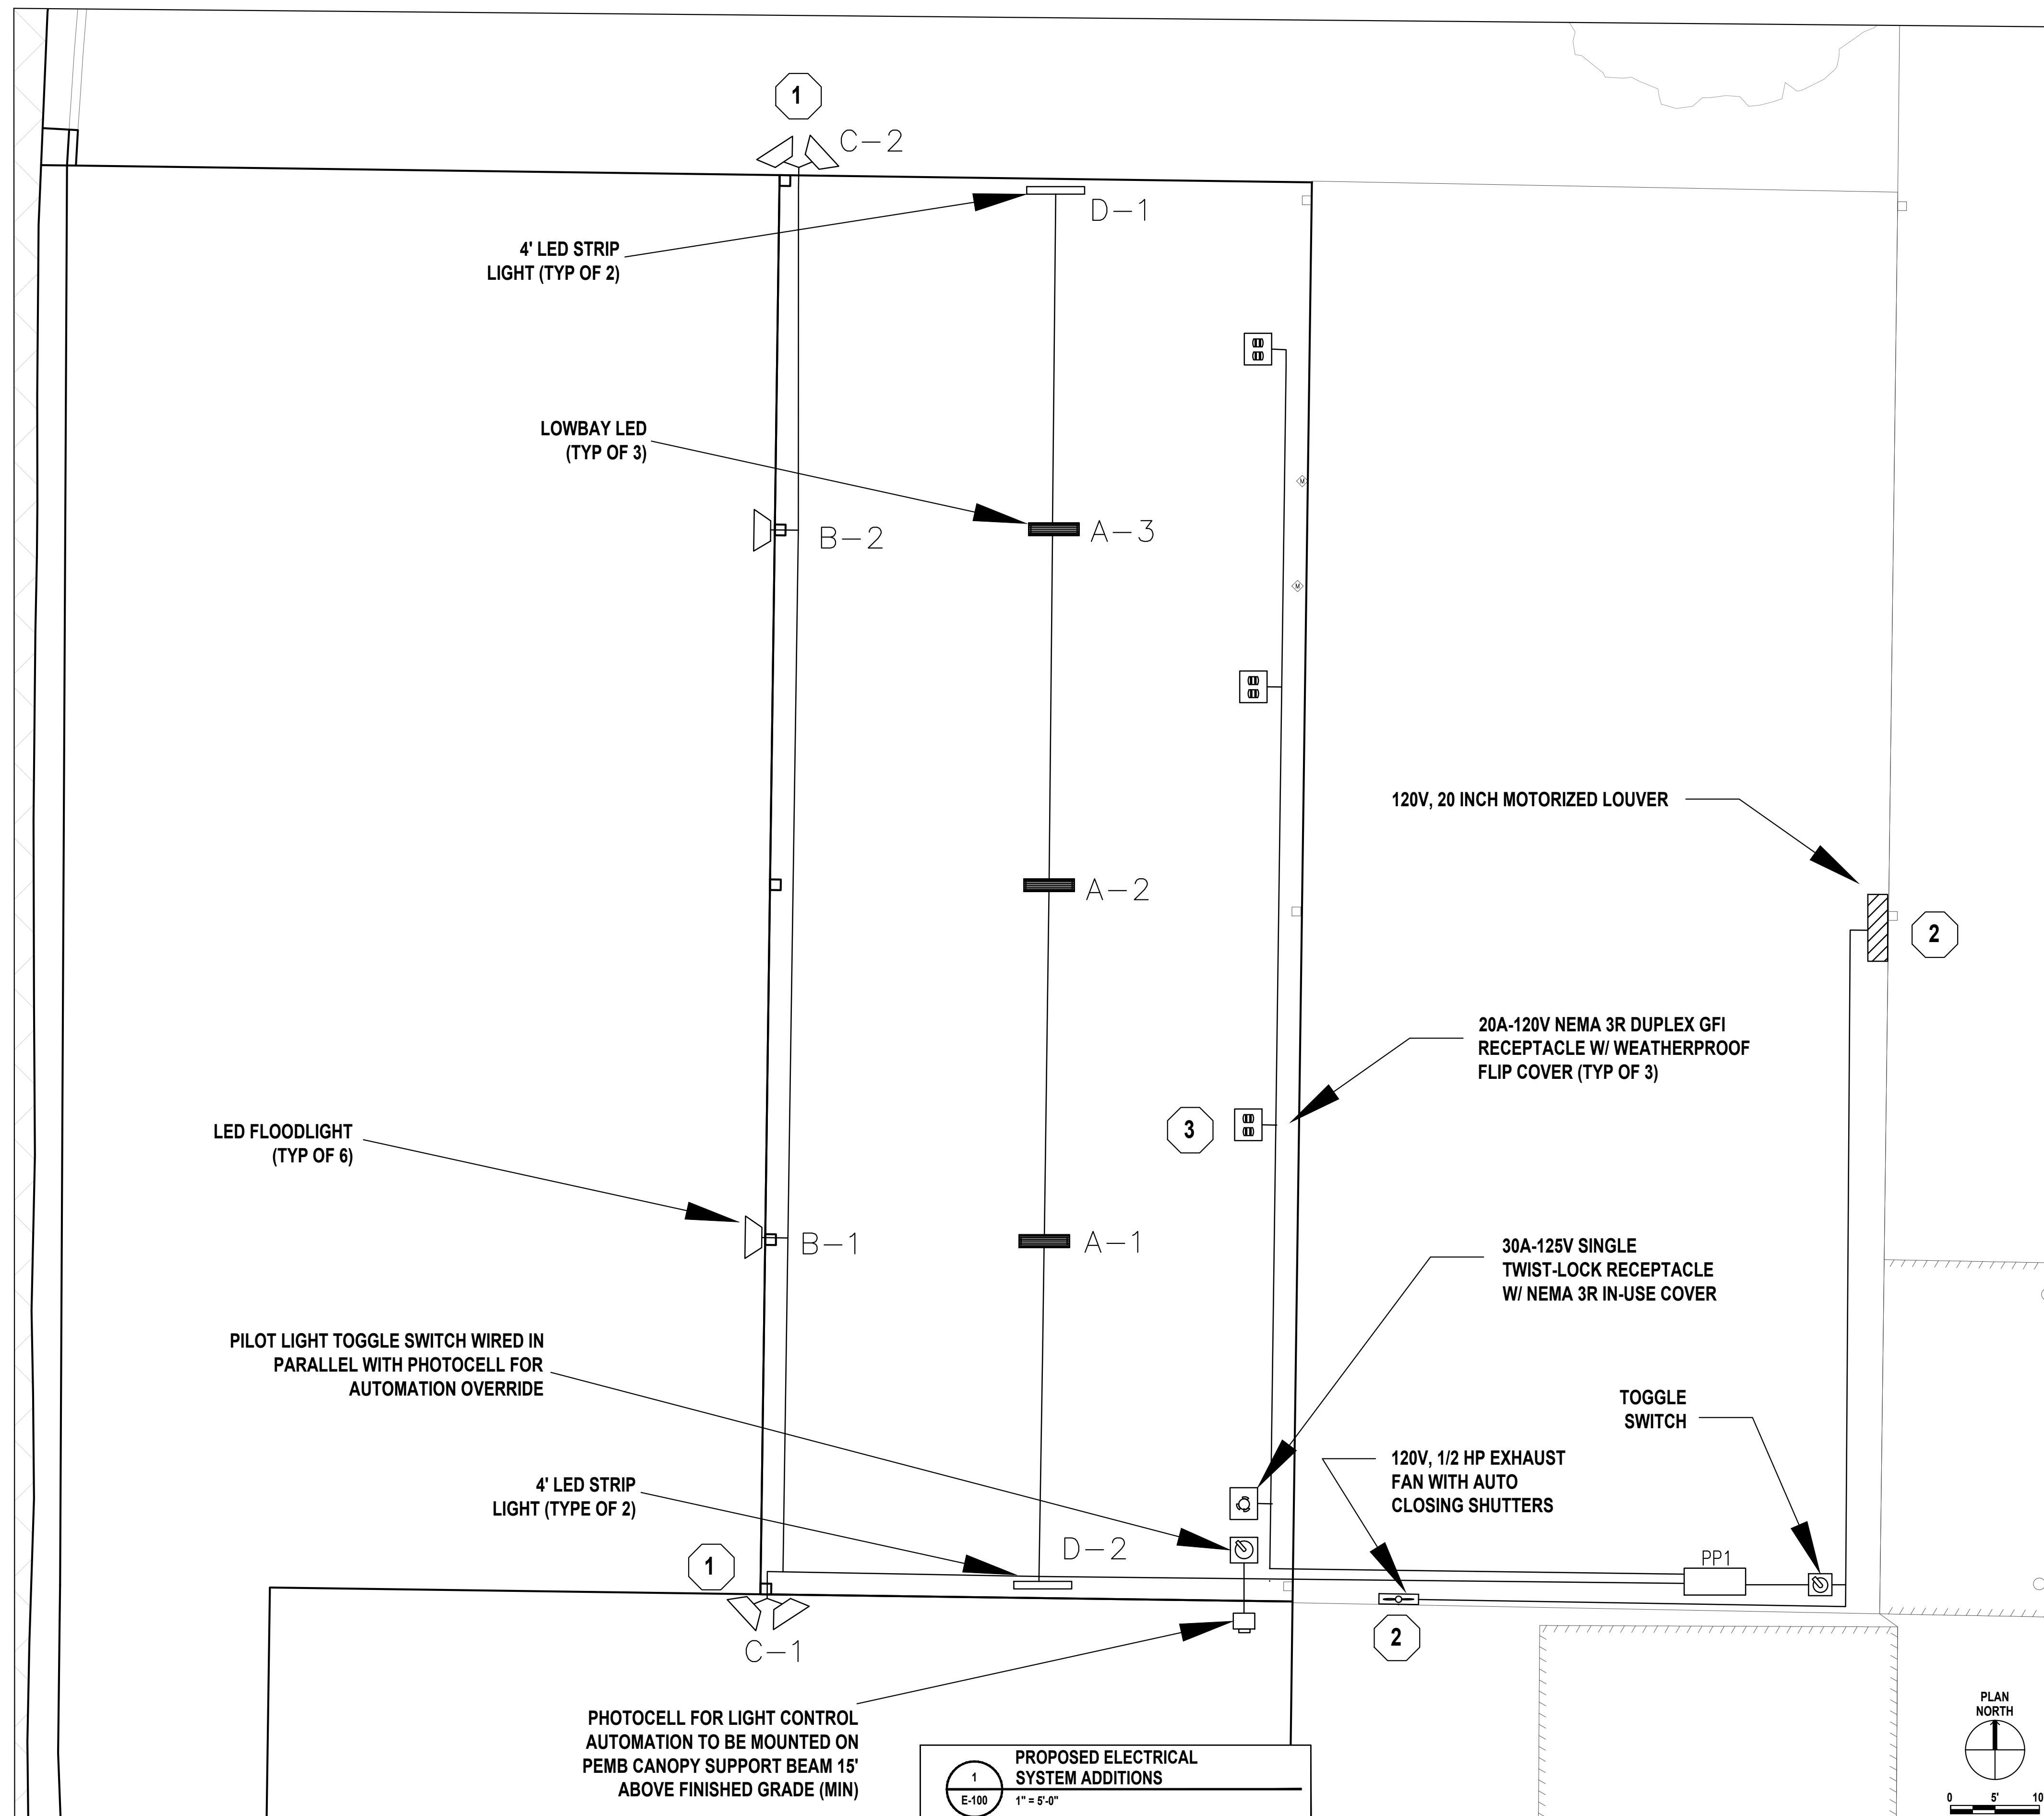 1
C-2
D-1
4' LED STRIP
LIGHT (TYP OF 2)
LOWBAY LED
(TYP OF 3)
M
B-2
A-3
M
120V, 20 INCH MOTORIZED LOUVER
A-2
2
20A-120V NEMA 3R DUPLEX GFI
RECEPTACLE W/ WEATHERPROOF
FLIP COVER (TYP OF 3)
3
LED FLOODLIGHT
(TYP OF 6)
B-1
A-1
30A-125V SINGLE
TWIST-LOCK RECEPTACLE
W/ NEMA 3R IN-USE COVER
PILOT LIGHT TOGGLE SWITCH WIRED IN
PARALLEL WITH PHOTOCELL FOR
AUTOMATION OVERRIDE
TOGGLE
SWITCH
120V, 1/2 HP EXHAUST
FAN WITH AUTO
CLOSING SHUTTERS
4' LED STRIP
LIGHT (TYPE OF 2)
D-2
PP1
1
C-1
2
PHOTOCELL FOR LIGHT CONTROL
AUTOMATION TO BE MOUNTED ON
PEMB CANOPY SUPPORT BEAM 15'
ABOVE FINISHED GRADE (MIN)
1
E-100
PROPOSED ELECTRICAL
SYSTEM ADDITIONS
1" = 5'-0"
PLAN
NORTH
0 5' 10